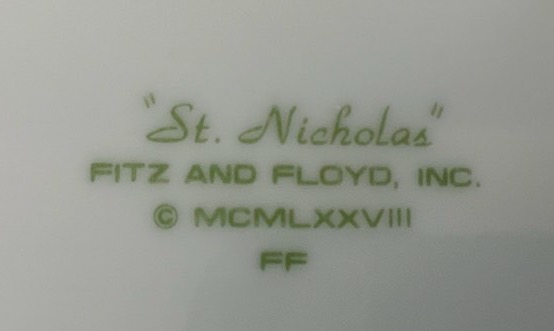 "St. Nicholas"
FITZ AND FLOYD, INC.
© MCMLXXVIII
FF